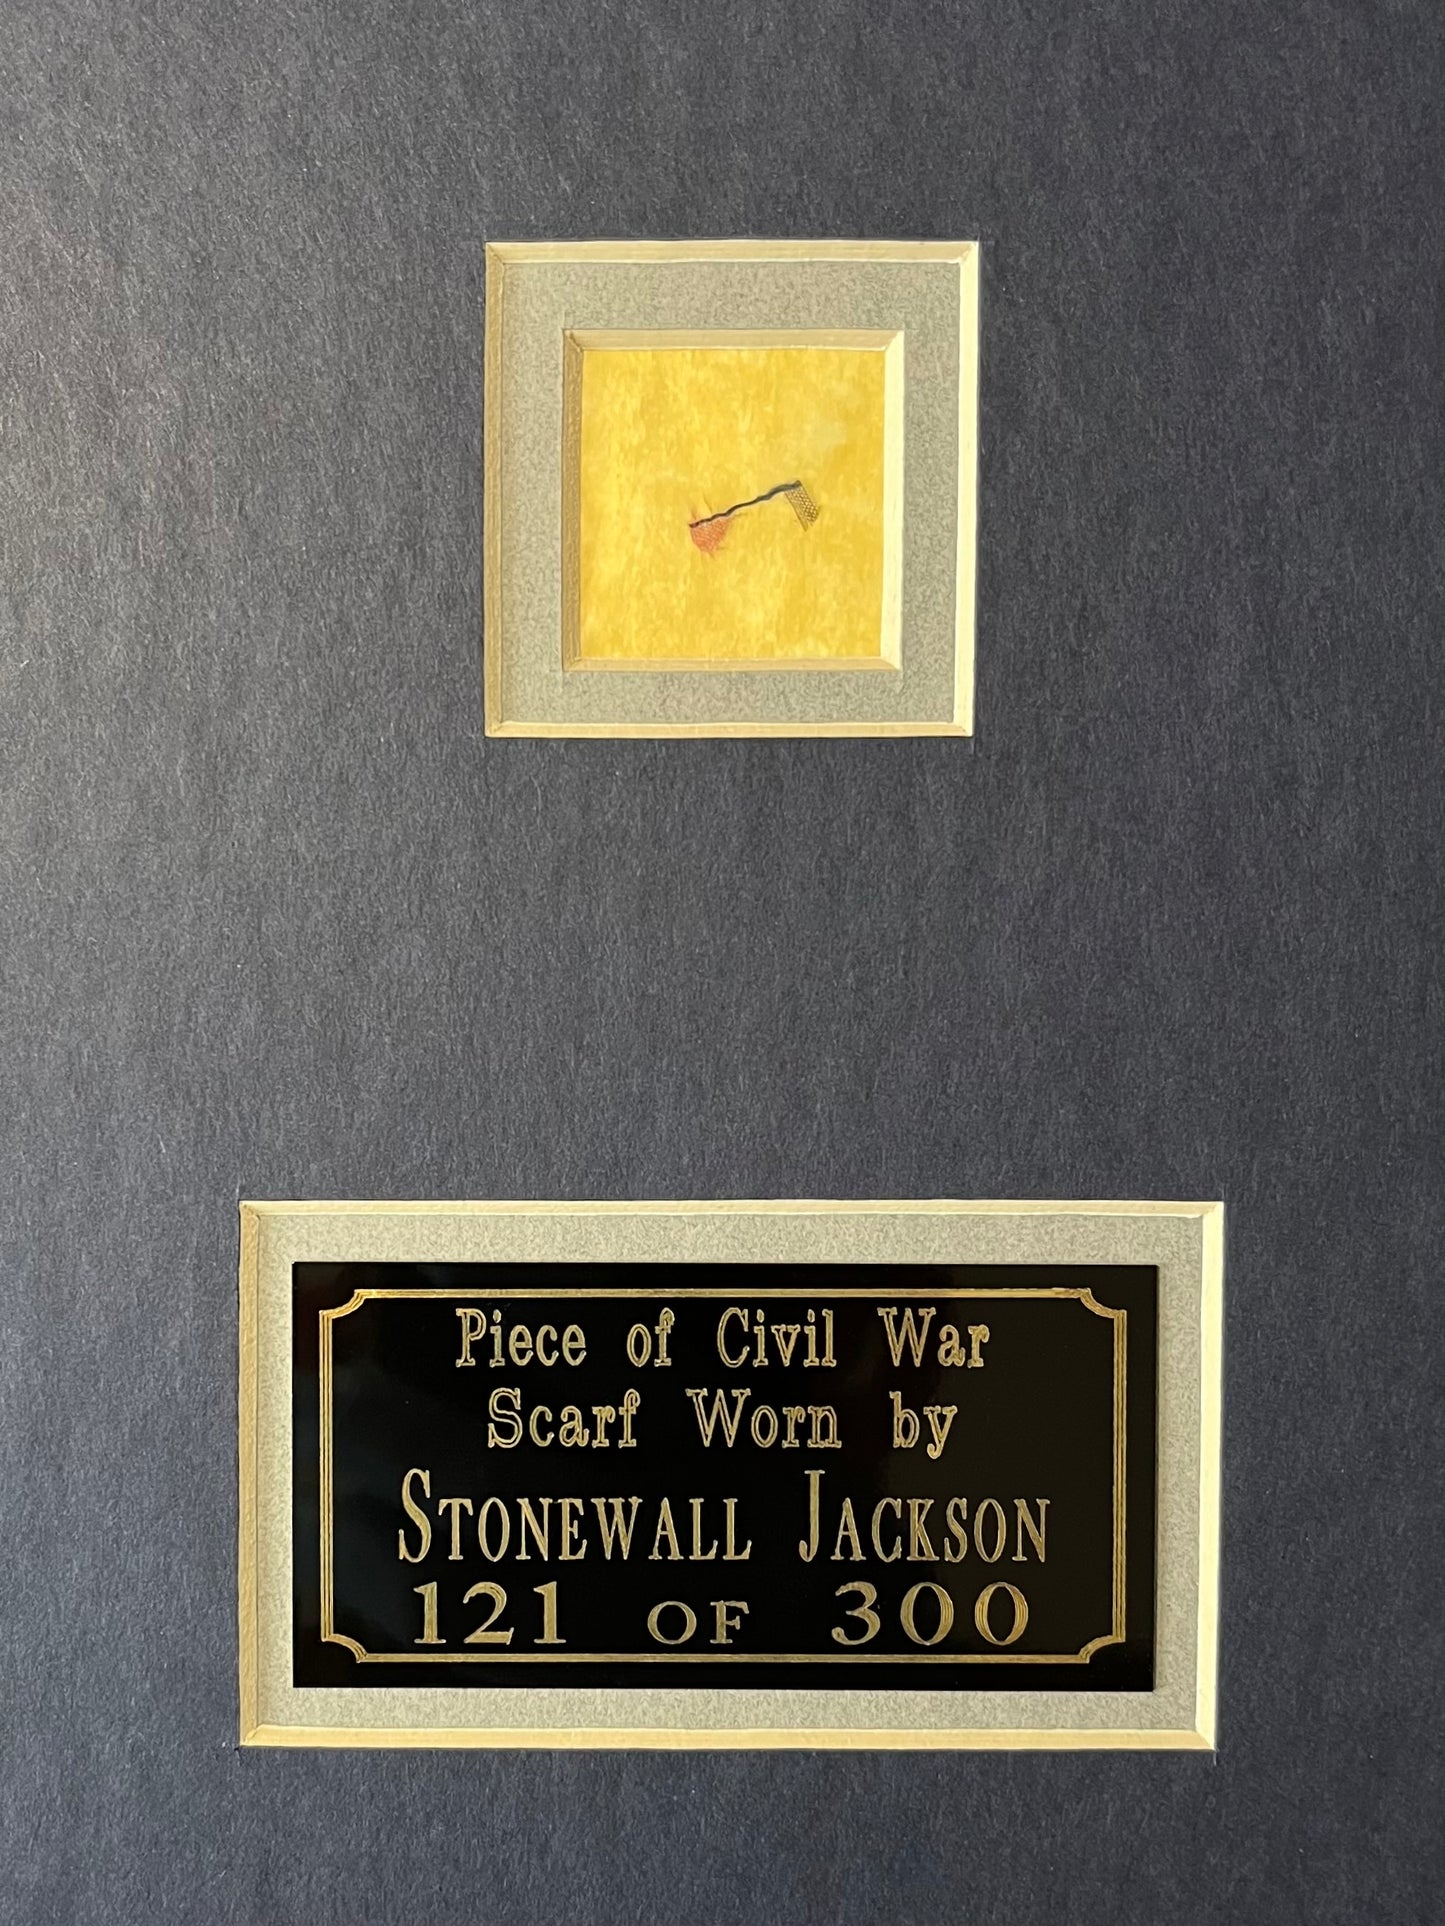 Piece of Civil War
Scarf Worn by
STONEWALL JACKSON
121 OF 300